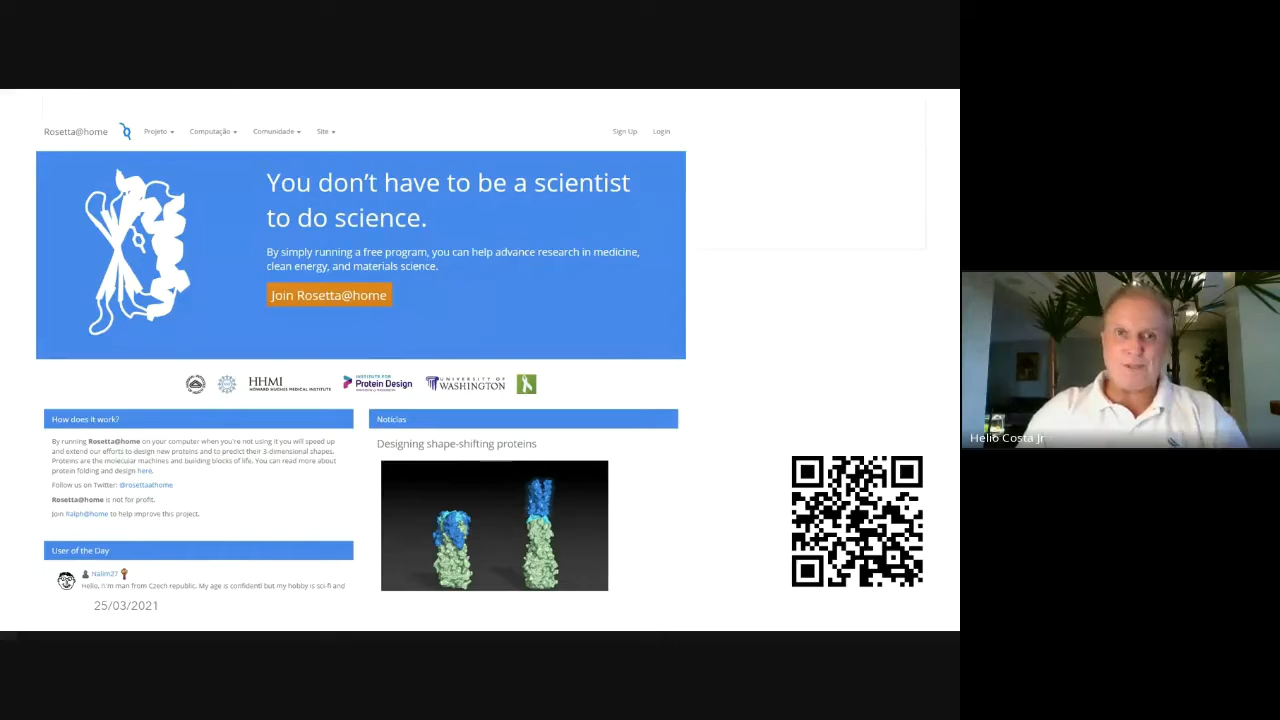 Rosetta@home
Projeto
Computação
Comunidade
Site
Sign Up
Login
You don't have to be a scientist
to do science.
By simply running a free program, you can help advance research in medicine,
clean energy, and materials science.
Join Rosetta@home
HHMI
HOWARD HUGHES MEDICAL INSTITUTE
INSTITUTE FOR
Protein Design
UNIVERSITY of
WASHINGTON
How does it work?
By running Rosetta@home on your computer when you're not using it you will speed up
and extend our efforts to design new proteins and to predict their 3-dimensional shapes.
Proteins are the molecular machines and building blocks of life. You can read more about
protein folding and design here.
Follow us on Twitter: @rosettaathome
Rosetta@home is not for profit.
Join Ralph@home to help improve this project.
User of the Day
Nalim27
Hello, I\'m man from Czech republic. My age is confidentl but my hobby is sci-fi and
25/03/2021
Notícias
Designing shape-shifting proteins
Helio Costa Jr